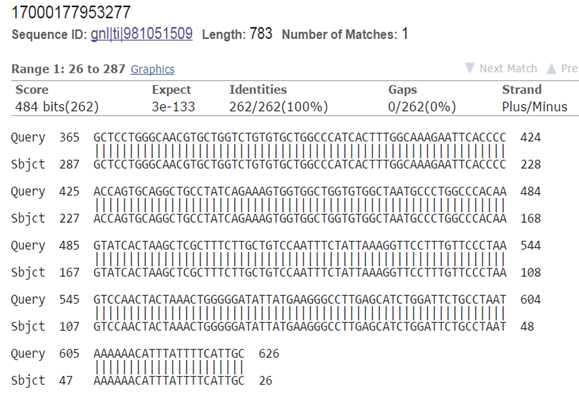 17000177953277
Sequence ID: gnl|ti|981051509 Length: 783 Number of Matches: 1
Range 1: 26 to 287 Graphics ▼ Next Match ▲ Pre
Score Expect Identities Gaps Strand
484 bits(262) 3e-133 262/262(100%) 0/262(0%) Plus/Minus
Query 365 GCTCCTGGGCAACGTGCTGGTCTGTGTGCTGGCCCATCACTTTGGCAAAGAATTCACCCC 424
||||||||||||||||||||||||||||||||||||||||||||||||||||||||||||
Sbjct 287 GCTCCTGGGCAACGTGCTGGTCTGTGTGCTGGCCCATCACTTTGGCAAAGAATTCACCCC 228
Query 425 ACCAGTGCAGGCTGCCTATCAGAAAGTGGTGGCTGGTGTGGCTAATGCCCTGGCCCACAA 484
||||||||||||||||||||||||||||||||||||||||||||||||||||||||||||
Sbjct 227 ACCAGTGCAGGCTGCCTATCAGAAAGTGGTGGCTGGTGTGGCTAATGCCCTGGCCCACAA 168
Query 485 GTATCACTAAGCTCGCTTTCTTGCTGTCCAATTTCTATTAAAGGTTCCTTTGTTCCCTAA 544
||||||||||||||||||||||||||||||||||||||||||||||||||||||||||||
Sbjct 167 GTATCACTAAGCTCGCTTTCTTGCTGTCCAATTTCTATTAAAGGTTCCTTTGTTCCCTAA 108
Query 545 GTCCAACTACTAAACTGGGGGATATTATGAAGGGCCTTGAGCATCTGGATTCTGCCTAAT 604
||||||||||||||||||||||||||||||||||||||||||||||||||||||||||||
Sbjct 107 GTCCAACTACTAAACTGGGGGATATTATGAAGGGCCTTGAGCATCTGGATTCTGCCTAAT 48
Query 605 AAAAAACATTTATTTTCATTGC 626
||||||||||||||||||||||
Sbjct 47 AAAAAACATTTATTTTCATTGC 26